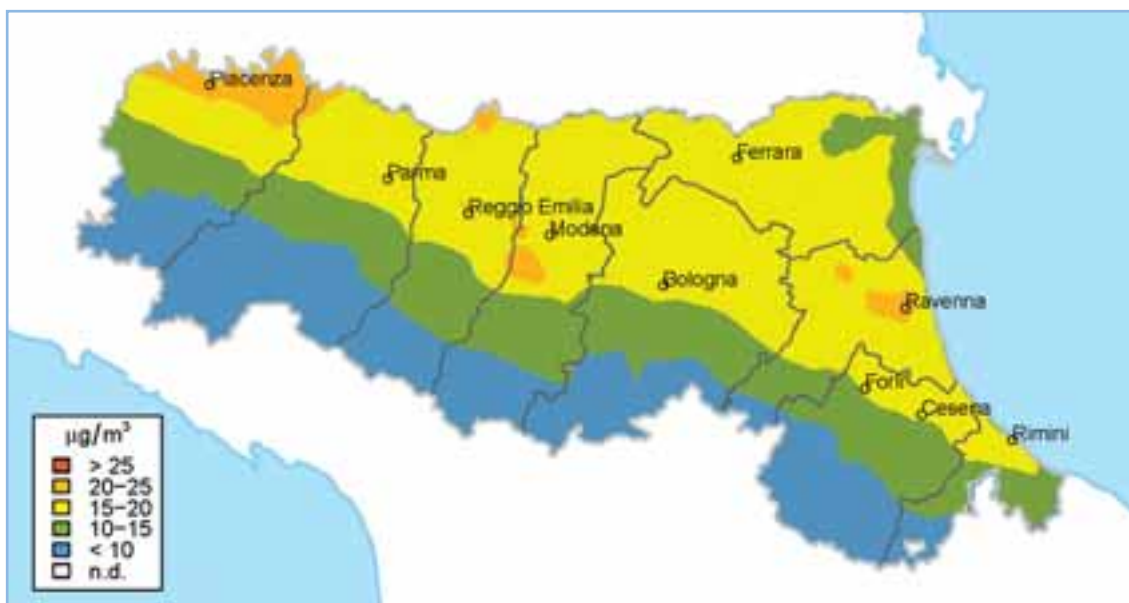 Piacenza
Parma
Ferrara
Reggio Emilia
Modena
Bologna
Ravenna
Forlì
Cesena
Rimini
µg/m³
> 25
20-25
15-20
10-15
< 10
n.d.